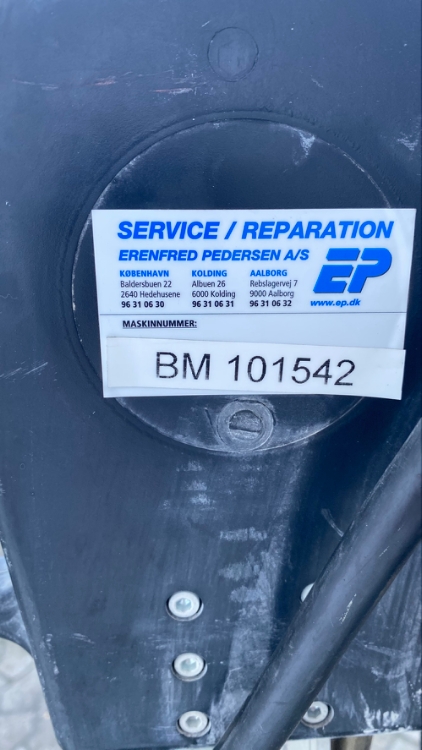 SERVICE / REPARATION
ERENFRED PEDERSEN A/S
EP
www.ep.dk
KØBENHAVN
Baldersbuen 22
2640 Hedehusene
96 31 06 30
KOLDING
Albuen 26
6000 Kolding
96 31 06 31
AALBORG
Rebslagervej 7
9000 Aalborg
96 31 06 32
MASKINNUMMER:
BM 101542